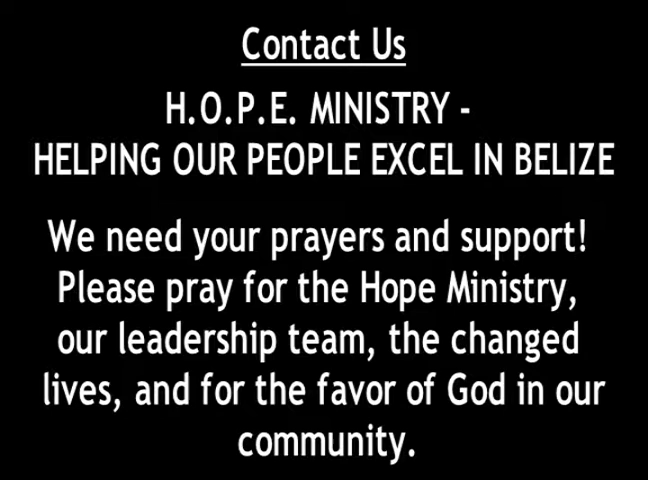 Contact Us
H.O.P.E. MINISTRY -
HELPING OUR PEOPLE EXCEL IN BELIZE
We need your prayers and support!
Please pray for the Hope Ministry,
our leadership team, the changed
lives, and for the favor of God in our
community.